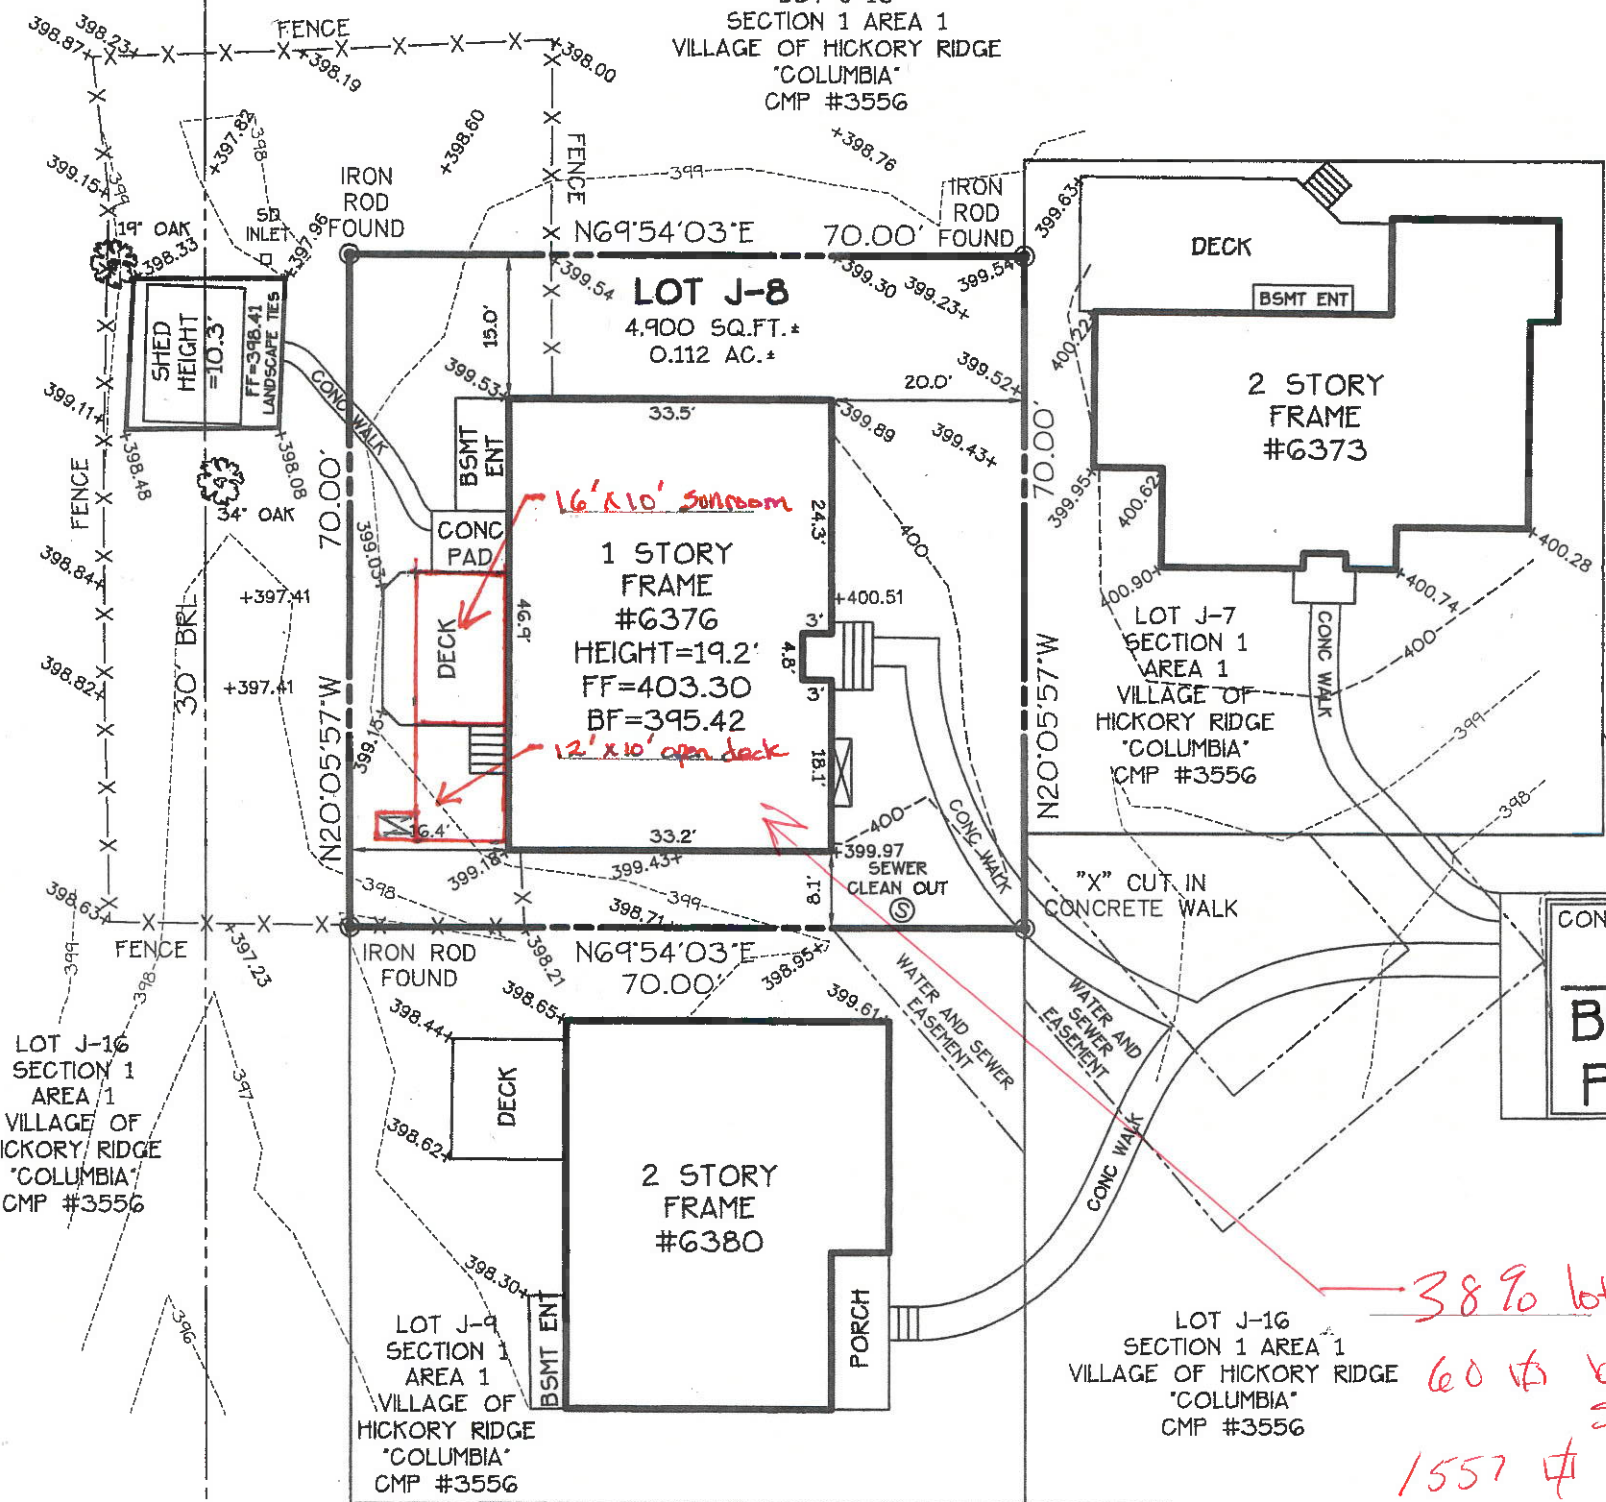 SECTION 1 AREA 1
VILLAGE OF HICKORY RIDGE
"COLUMBIA"
CMP #3556
398.87+
398.23+
FENCE
+398.19
+398.00
+398.60
+397.82
398
FENCE
+398.76
399
399.15+
399
19" OAK
+398.33
SD
INLET
+397.96
IRON
ROD
FOUND
N69°54'03"E
70.00'
IRON
ROD
FOUND
399.63
+399.54
+399.30
399.23+
399.54
LOT J-8
4,900 SQ.FT.±
0.112 AC.±
15.0'
DECK
BSMT ENT
SHED
HEIGHT
=10.3'
FF=398.41
LANDSCAPE TIES
CONC WALK
399.53+
399.52+
20.0'
33.5'
400.22+
2 STORY
FRAME
#6373
399.11+
+398.48
+398.08
34" OAK
FENCE
70.00'
BSMT
ENT
+399.89
399.43+
70.00'
399.95+
400.62
16' x 10' Sunroom
24.3'
CONC
PAD
399.03+
1 STORY
FRAME
#6376
HEIGHT=19.2'
FF=403.30
BF=395.42
400
+400.28
398.84+
+397.41
46.9'
DECK
+400.51
3'
4.8'
3'
400.90+
+400.74
LOT J-7
SECTION 1
AREA 1
VILLAGE OF
HICKORY RIDGE
"COLUMBIA"
CMP #3556
CONC WALK
400
399
398
398.82+
+397.41
30' BRL
N20°05'57"W
399.15+
12' x 10' open deck
18.1'
N20°05'57"W
16.4'
33.2'
400
CONC WALK
+399.97
SEWER
CLEAN OUT
S
8.1'
399.18+
399.43+
398
399
398.71+
398.63+
FENCE
+397.23
399
398
IRON ROD
FOUND
+398.21
N69°54'03"E
70.00'
398.95+
"X" CUT IN
CONCRETE WALK
CON
B
LOT J-16
SECTION 1
AREA 1
VILLAGE OF
ICKORY RIDGE
"COLUMBIA"
CMP #3556
397
396
398.44+
398.65+
399.61
WATER AND SEWER
EASEMENT
WATER AND
SEWER
EASEMENT
DECK
398.62+
2 STORY
FRAME
#6380
CONC WALK
398.30+
BSMT ENT
PORCH
LOT J-9
SECTION 1
AREA 1
VILLAGE OF
HICKORY RIDGE
"COLUMBIA"
CMP #3556
LOT J-16
SECTION 1 AREA 1
VILLAGE OF HICKORY RIDGE
"COLUMBIA"
CMP #3556
38%
60
1557